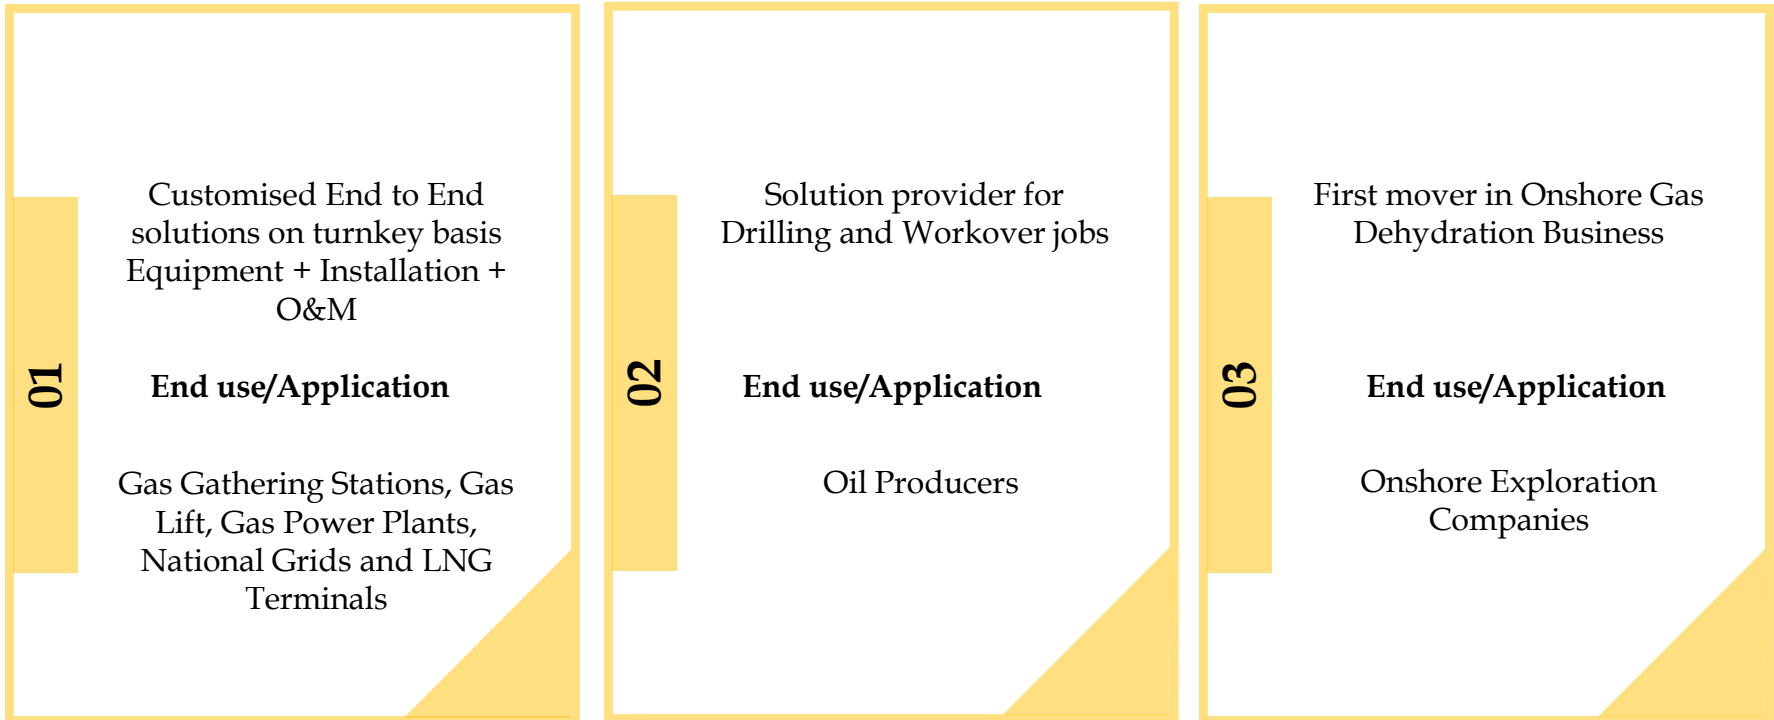 01
Customised End to End
solutions on turnkey basis
Equipment + Installation +
O&M
End use/Application
Gas Gathering Stations, Gas
Lift, Gas Power Plants,
National Grids and LNG
Terminals
02
Solution provider for
Drilling and Workover jobs
End use/Application
Oil Producers
03
First mover in Onshore Gas
Dehydration Business
End use/Application
Onshore Exploration
Companies